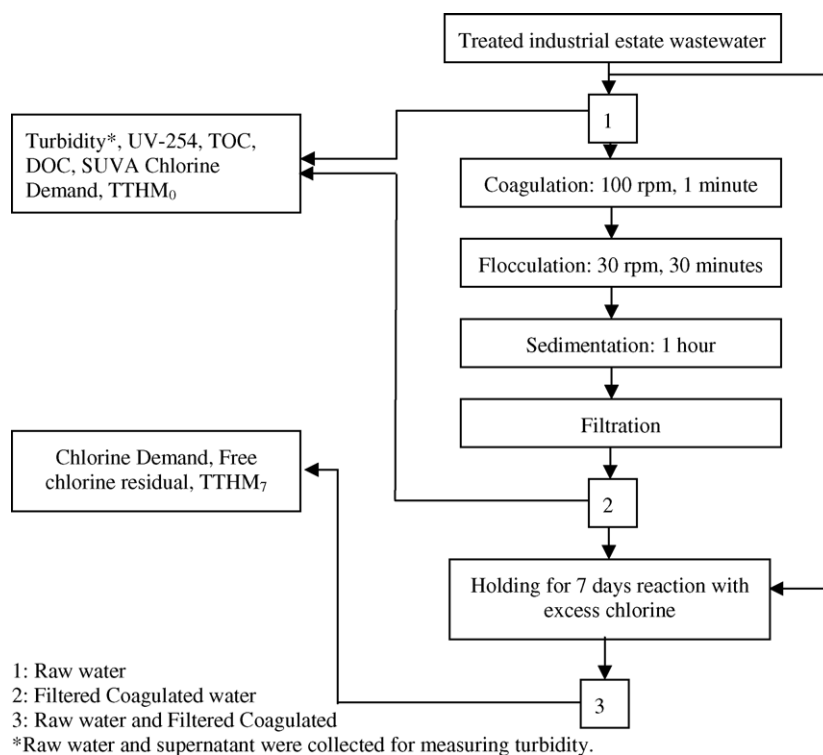 Treated industrial estate wastewater
1
Turbidity*, UV-254, TOC,
DOC, SUVA Chlorine
Demand, TTHM₀
Coagulation: 100 rpm, 1 minute
Flocculation: 30 rpm, 30 minutes
Sedimentation: 1 hour
Filtration
Chlorine Demand, Free
chlorine residual, TTHM₇
2
Holding for 7 days reaction with
excess chlorine
3
1: Raw water
2: Filtered Coagulated water
3: Raw water and Filtered Coagulated
*Raw water and supernatant were collected for measuring turbidity.